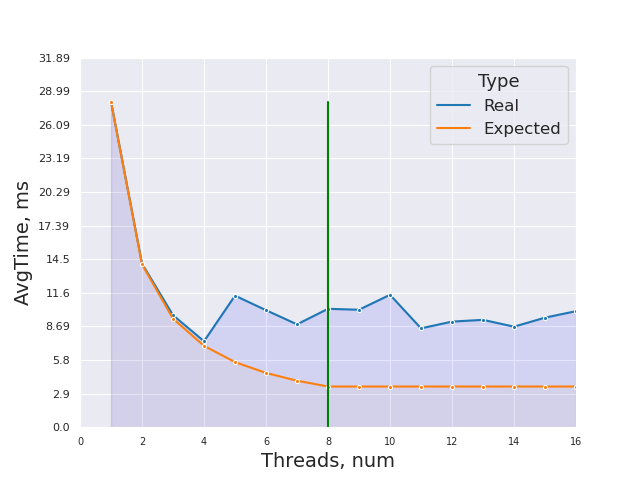 31.89
28.99
26.09
23.19
20.29
17.39
14.5
11.6
8.69
5.8
2.9
0.0
AvgTime, ms
Type
Real
Expected
0 2 4 6 8 10 12 14 16
Threads, num